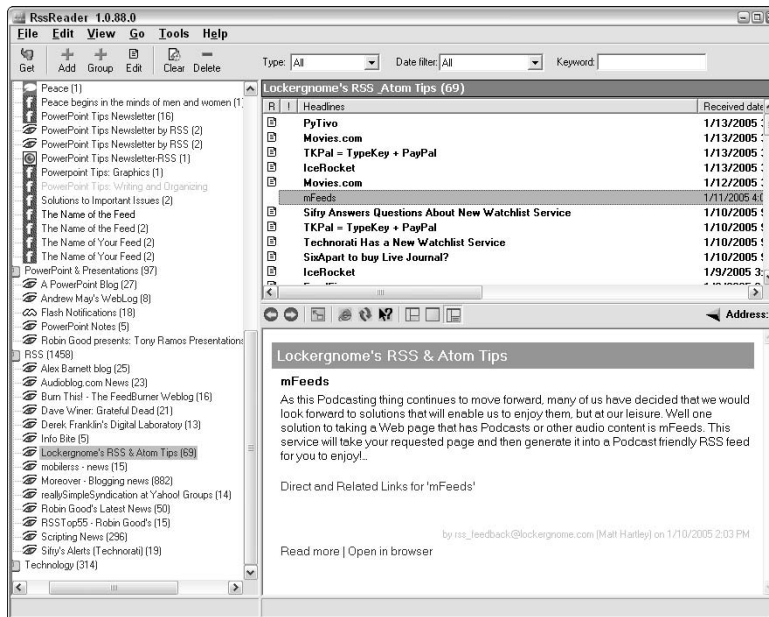 RssReader 1.0.88.0
File Edit View Go Tools Help
Get Add Group Edit Clear Delete Type: All Date filter: All Keyword:
Peace (1)
Peace begins in the minds of men and women (1)
PowerPoint Tips Newsletter (16)
PowerPoint Tips Newsletter by RSS (2)
PowerPoint Tips Newsletter by RSS (2)
PowerPoint Tips Newsletter-RSS (1)
Powerpoint Tips: Graphics (1)
PowerPoint Tips: Writing and Organizing
Solutions to Important Issues (2)
The Name of the Feed
The Name of the Feed (2)
The Name of Your Feed (2)
The Name of Your Feed (2)
PowerPoint & Presentations (97)
A PowerPoint Blog (27)
Andrew May's WebLog (8)
Flash Notifications (18)
PowerPoint Notes (5)
Robin Good presents: Tony Ramos Presentations
RSS (1458)
Alex Barnett blog (25)
Audioblog.com News (23)
Burn This! - The FeedBurner Weblog (16)
Dave Winer: Grateful Dead (21)
Derek Franklin's Digital Laboratory (13)
Info Bite (5)
Lockergnome's RSS & Atom Tips (69)
mobilerss - news (15)
Moreover - Blogging news (882)
reallySimpleSyndication at Yahoo! Groups (14)
Robin Good's Latest News (50)
RSSTop55 - Robin Good's (15)
Scripting News (296)
Sifry's Alerts (Technorati) (19)
Technology (314)
Lockergnome's RSS _Atom Tips (69)
R ! Headlines Received date
PyTivo 1/13/2005 3:
Movies.com 1/13/2005 3:
TKPal = TypeKey + PayPal 1/13/2005 3:
IceRocket 1/13/2005 3:
Movies.com 1/12/2005 3:
mFeeds 1/11/2005 4:0
Sifry Answers Questions About New Watchlist Service 1/10/2005 9
TKPal = TypeKey + PayPal 1/10/2005 9
Technorati Has a New Watchlist Service 1/10/2005 9
SixApart to buy Live Journal? 1/10/2005 9
IceRocket 1/9/2005 3:
Address:
Lockergnome's RSS & Atom Tips
mFeeds
As this Podcasting thing continues to move forward, many of us have decided that we would
look forward to solutions that will enable us to enjoy them, but at our leisure. Well one
solution to taking a Web page that has Podcasts or other audio content is mFeeds. This
service will take your requested page and then generate it into a Podcast friendly RSS feed
for you to enjoy!..
Direct and Related Links for 'mFeeds'
by rss_feedback@lockergnome.com (Matt Hartley) on 1/10/2005 2:03 PM
Read more | Open in browser